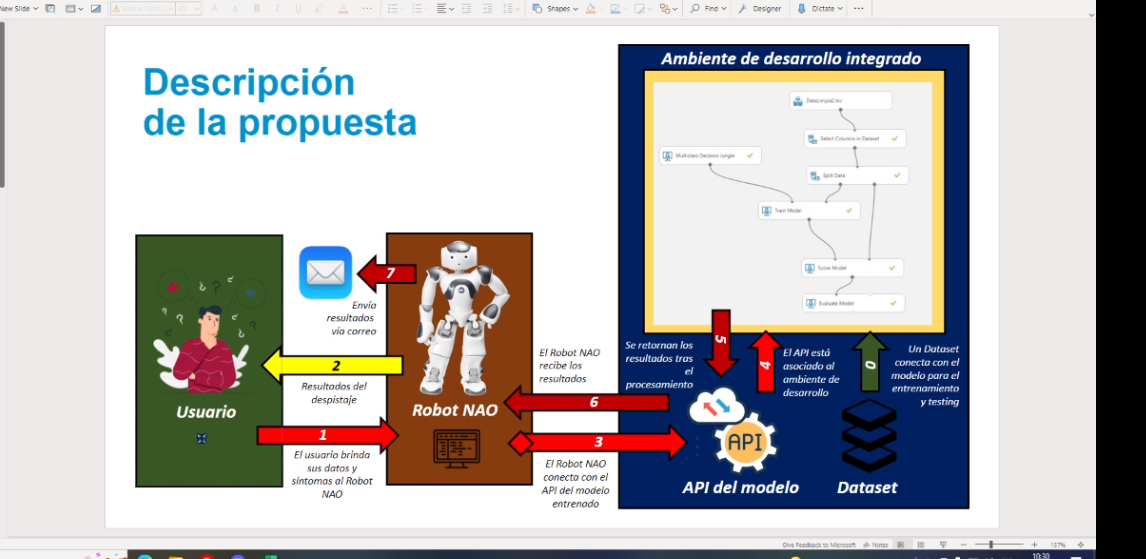 New Slide
Shapes
Find
Designer
Dictate
Descripción
de la propuesta
Ambiente de desarrollo integrado
DataLimpia2.tsv
Select Columns in Dataset
Multiclass Decision Jungle
Split Data
Train Model
Score Model
Evaluate Model
7
Envía
resultados
vía correo
2
Resultados del
despistaje
Usuario
1
El usuario brinda
sus datos y
síntomas al Robot
NAO
Robot NAO
El Robot NAO
recibe los
resultados
6
3
El Robot NAO
conecta con el
API del modelo
entrenado
Se retornan los
resultados tras
el
procesamiento
5
4
El API está
asociado al
ambiente de
desarrollo
0
Un Dataset
conecta con el
modelo para el
entrenamiento
y testing
API
API del modelo
Dataset
Give Feedback to Microsoft
Notes
137%
10:30